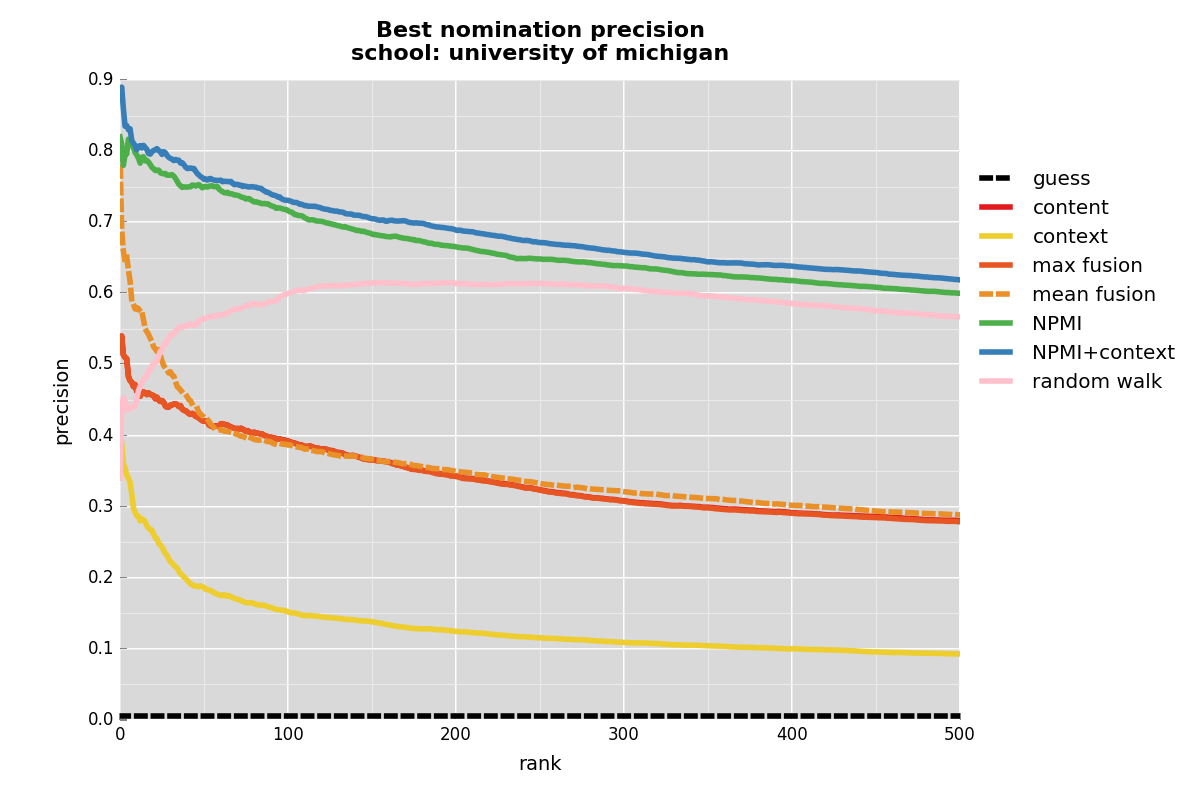 Best nomination precision
school: university of michigan
precision
0.9
0.8
0.7
0.6
0.5
0.4
0.3
0.2
0.1
0.0
0 100 200 300 400 500
rank
guess
content
context
max fusion
mean fusion
NPMI
NPMI+context
random walk